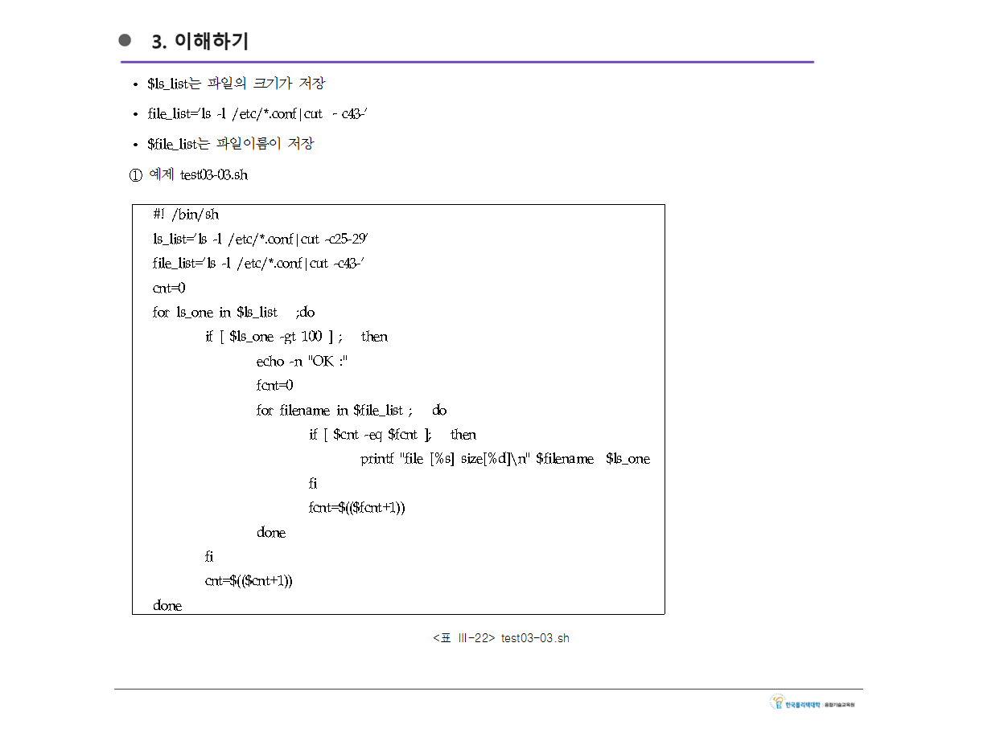 ● 3. 이해하기
• $ls_list는 파일의 크기가 저장
• file_list='ls -l /etc/*.conf|cut - c43-'
• $file_list는 파일이름이 저장
① 예제 test03-03.sh
#! /bin/sh
ls_list='ls -l /etc/*.conf|cut -c25-29'
file_list='ls -l /etc/*.conf|cut -c43-'
cnt=0
for ls_one in $ls_list ;do
if [ $ls_one -gt 100 ] ; then
echo -n "OK :"
fcnt=0
for filename in $file_list ; do
if [ $cnt -eq $fcnt ]; then
printf "file [%s] size[%d]\n" $filename $ls_one
fi
fcnt=$(($fcnt+1))
done
fi
cnt=$(($cnt+1))
done
<표 III-22> test03-03.sh
한국폴리텍대학 | 융합기술교육원